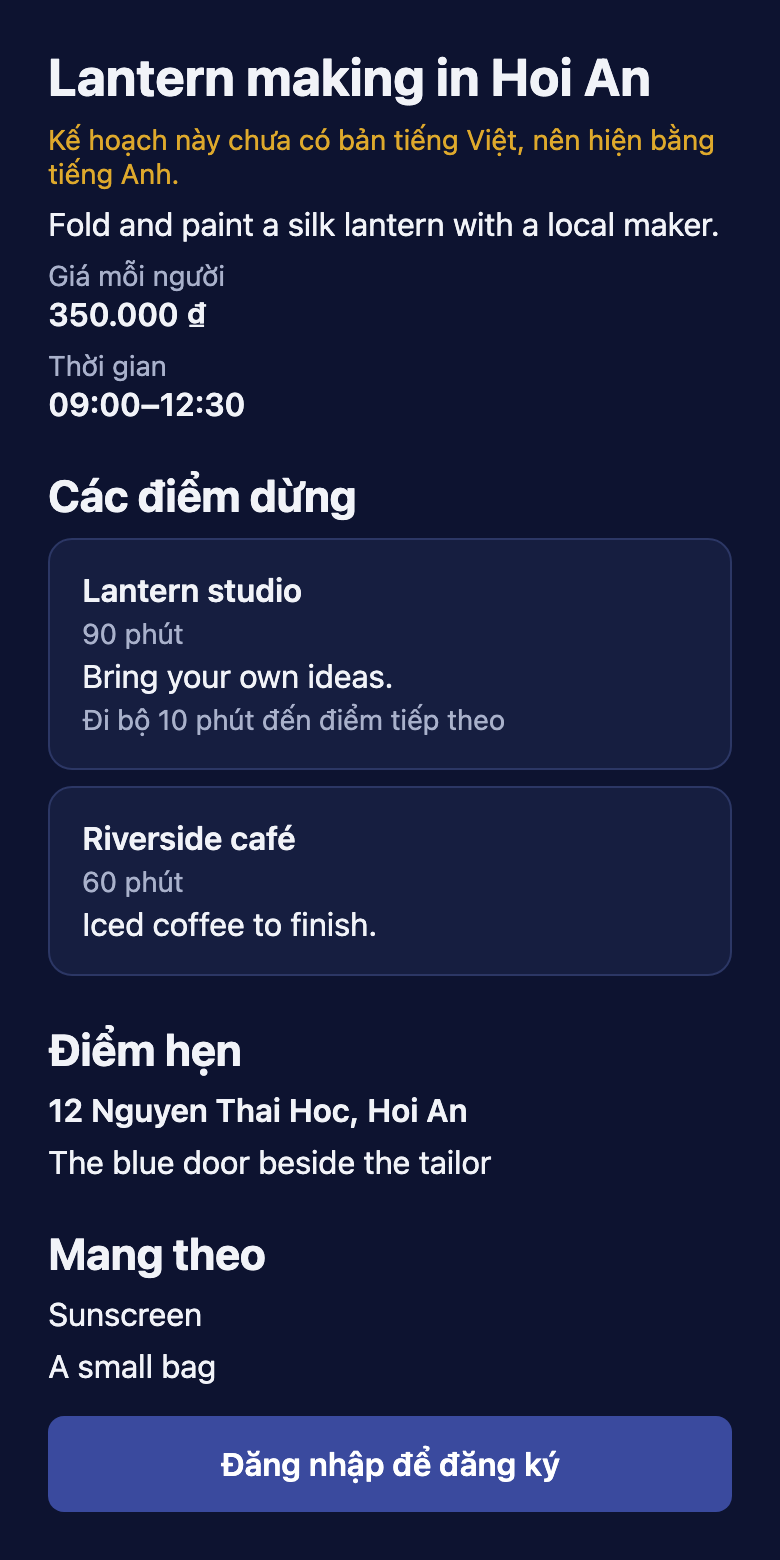 Lantern making in Hoi An
Kế hoạch này chưa có bản tiếng Việt, nên hiện bằng
tiếng Anh.
Fold and paint a silk lantern with a local maker.
Giá mỗi người
350.000 ₫
Thời gian
09:00–12:30
Các điểm dừng
Lantern studio
90 phút
Bring your own ideas.
Đi bộ 10 phút đến điểm tiếp theo
Riverside café
60 phút
Iced coffee to finish.
Điểm hẹn
12 Nguyen Thai Hoc, Hoi An
The blue door beside the tailor
Mang theo
Sunscreen
A small bag
Đăng nhập để đăng ký